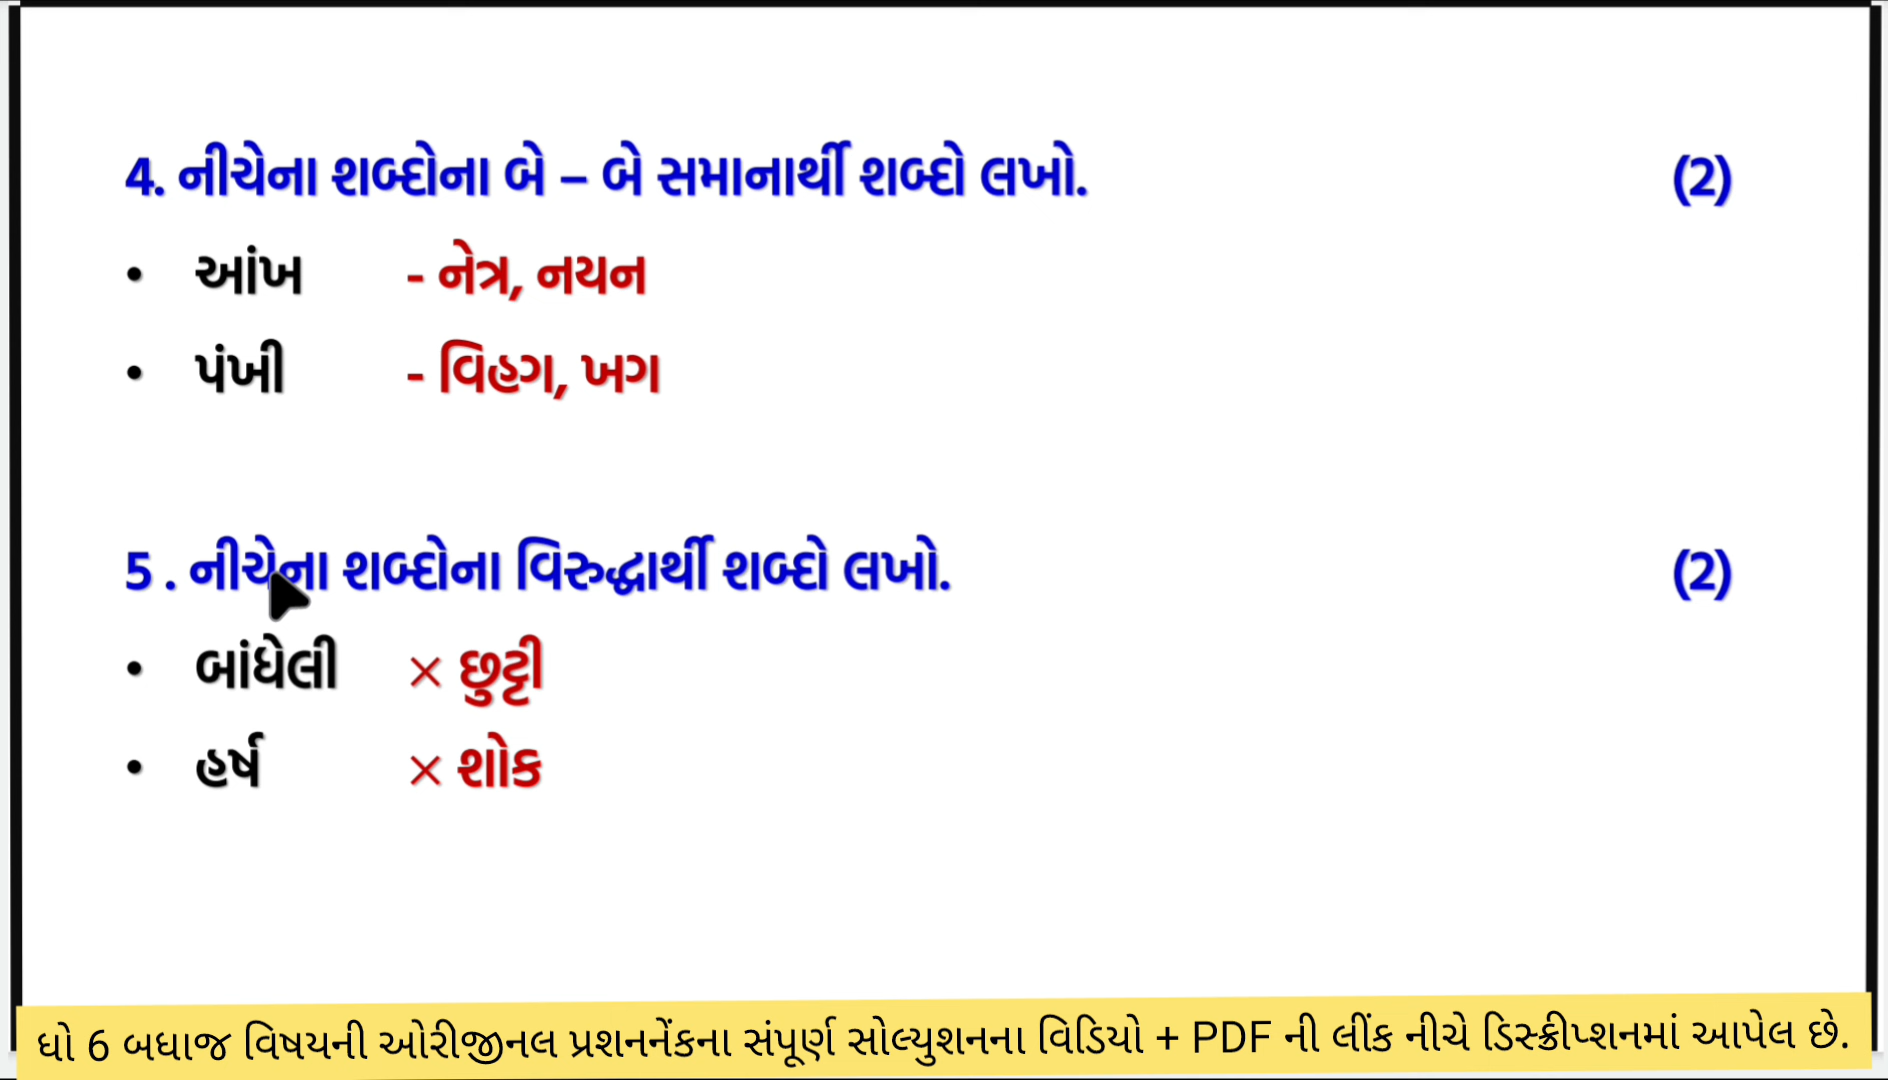 4. નીચેના શબ્દોના બે – બે સમાનાર્થી શબ્દો લખો. (2)
• આંખ - નેત્ર, નયન
• પંખી - વિહગ, ખગ
5 . નીચેના શબ્દોના વિરુદ્ધાર્થી શબ્દો લખો. (2)
• બાંધેલી × છુટ્ટી
• હર્ષ × શોક
ધો 6 બધાજ વિષયની ઓરીજીનલ પ્રશનનેંકના સંપૂર્ણ સોલ્યુશનના વિડિયો + PDF ની લીંક નીચે ડિસ્ક્રીપ્શનમાં આપેલ છે.